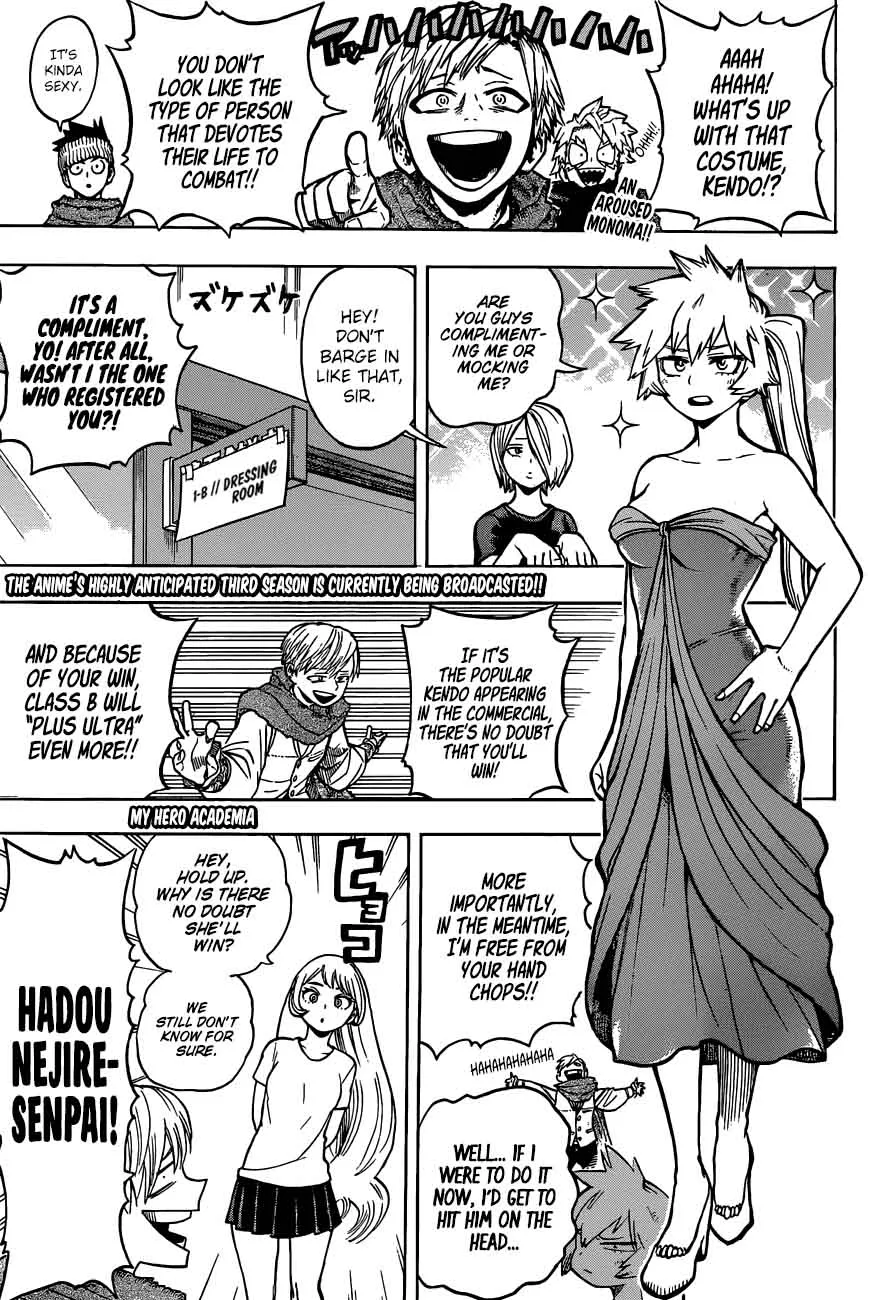 AAAH
AHAHA!
WHAT'S UP
WITH THAT
COSTUME,
KENDO!?
OHHH!!
AN
AROUSED
MONOMA!!
YOU DON'T
LOOK LIKE THE
TYPE OF PERSON
THAT DEVOTES
THEIR LIFE TO
COMBAT!!
IT'S
KINDA
SEXY.
ARE
YOU GUYS
COMPLIMENT-
ING ME OR
MOCKING
ME?
HEY!
DON'T
BARGE IN
LIKE THAT,
SIR.
ズケズケ
IT'S A
COMPLIMENT,
YO! AFTER ALL,
WASN'T I THE ONE
WHO REGISTERED
YOU?!
1-B // DRESSING
ROOM
THE ANIME'S HIGHLY ANTICIPATED THIRD SEASON IS CURRENTLY BEING BROADCASTED!!
IF IT'S
THE POPULAR
KENDO APPEARING
IN THE COMMERCIAL,
THERE'S NO DOUBT
THAT YOU'LL
WIN!
AND BECAUSE
OF YOUR WIN,
CLASS B WILL
"PLUS ULTRA"
EVEN MORE!!
MY HERO ACADEMIA
MORE
IMPORTANTLY,
IN THE MEANTIME,
I'M FREE FROM
YOUR HAND
CHOPS!!
HAHAHAHAHAHA
WELL... IF I
WERE TO DO IT
NOW, I'D GET TO
HIT HIM ON THE
HEAD...
ヒョコ
HEY,
HOLD UP.
WHY IS THERE
NO DOUBT
SHE'LL
WIN?
WE
STILL DON'T
KNOW FOR
SURE.
HADOU
NEJIRE-
SENPAI!